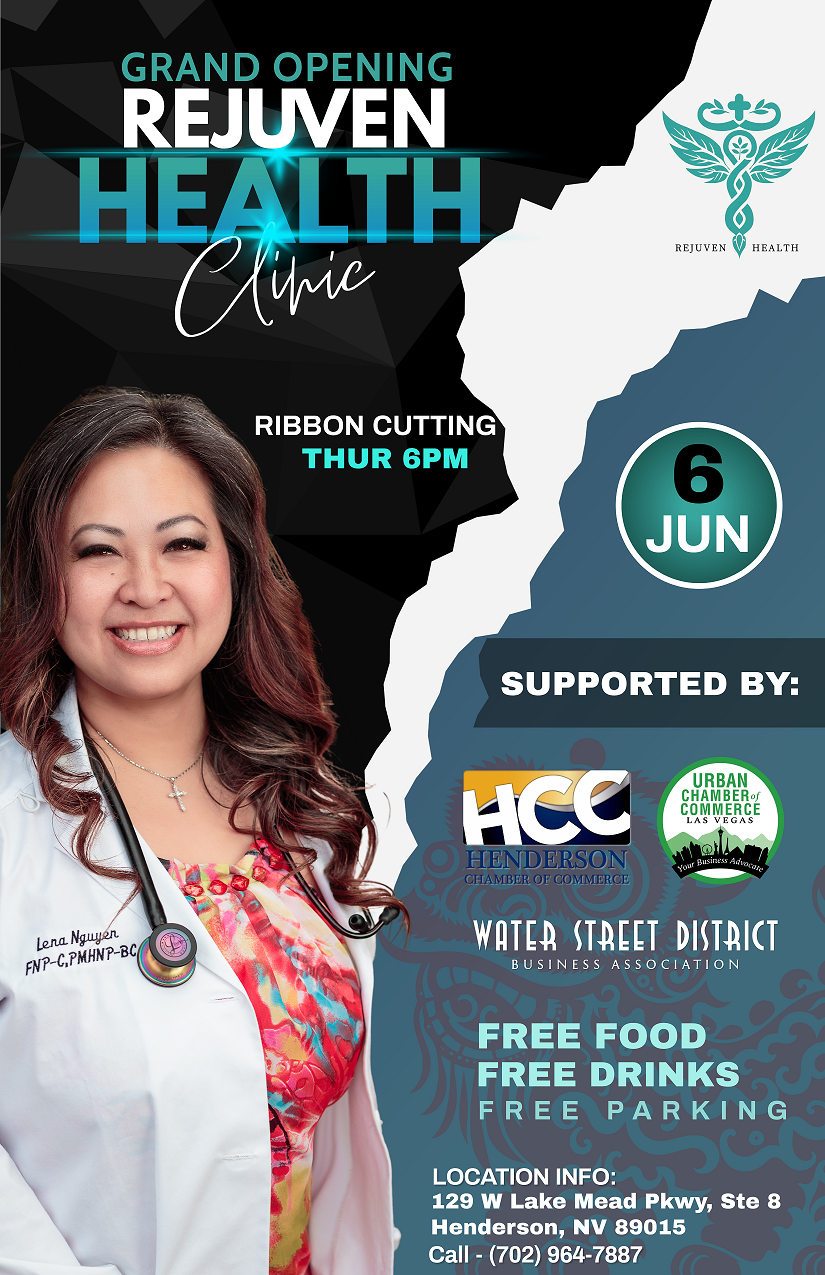 GRAND OPENING
REJUVEN
HEALTH
Clinic
REJUVEN HEALTH
RIBBON CUTTING
THUR 6PM
6
JUN
SUPPORTED BY:
HCC
HENDERSON
CHAMBER OF COMMERCE
URBAN
CHAMBER of
COMMERCE
LAS VEGAS
Your Business Advocate
WATER STREET DISTRICT
BUSINESS ASSOCIATION
Lena Nguyen
FNP-C,PMHNP-BC
FREE FOOD
FREE DRINKS
FREE PARKING
LOCATION INFO:
129 W Lake Mead Pkwy, Ste 8
Henderson, NV 89015
Call - (702) 964-7887